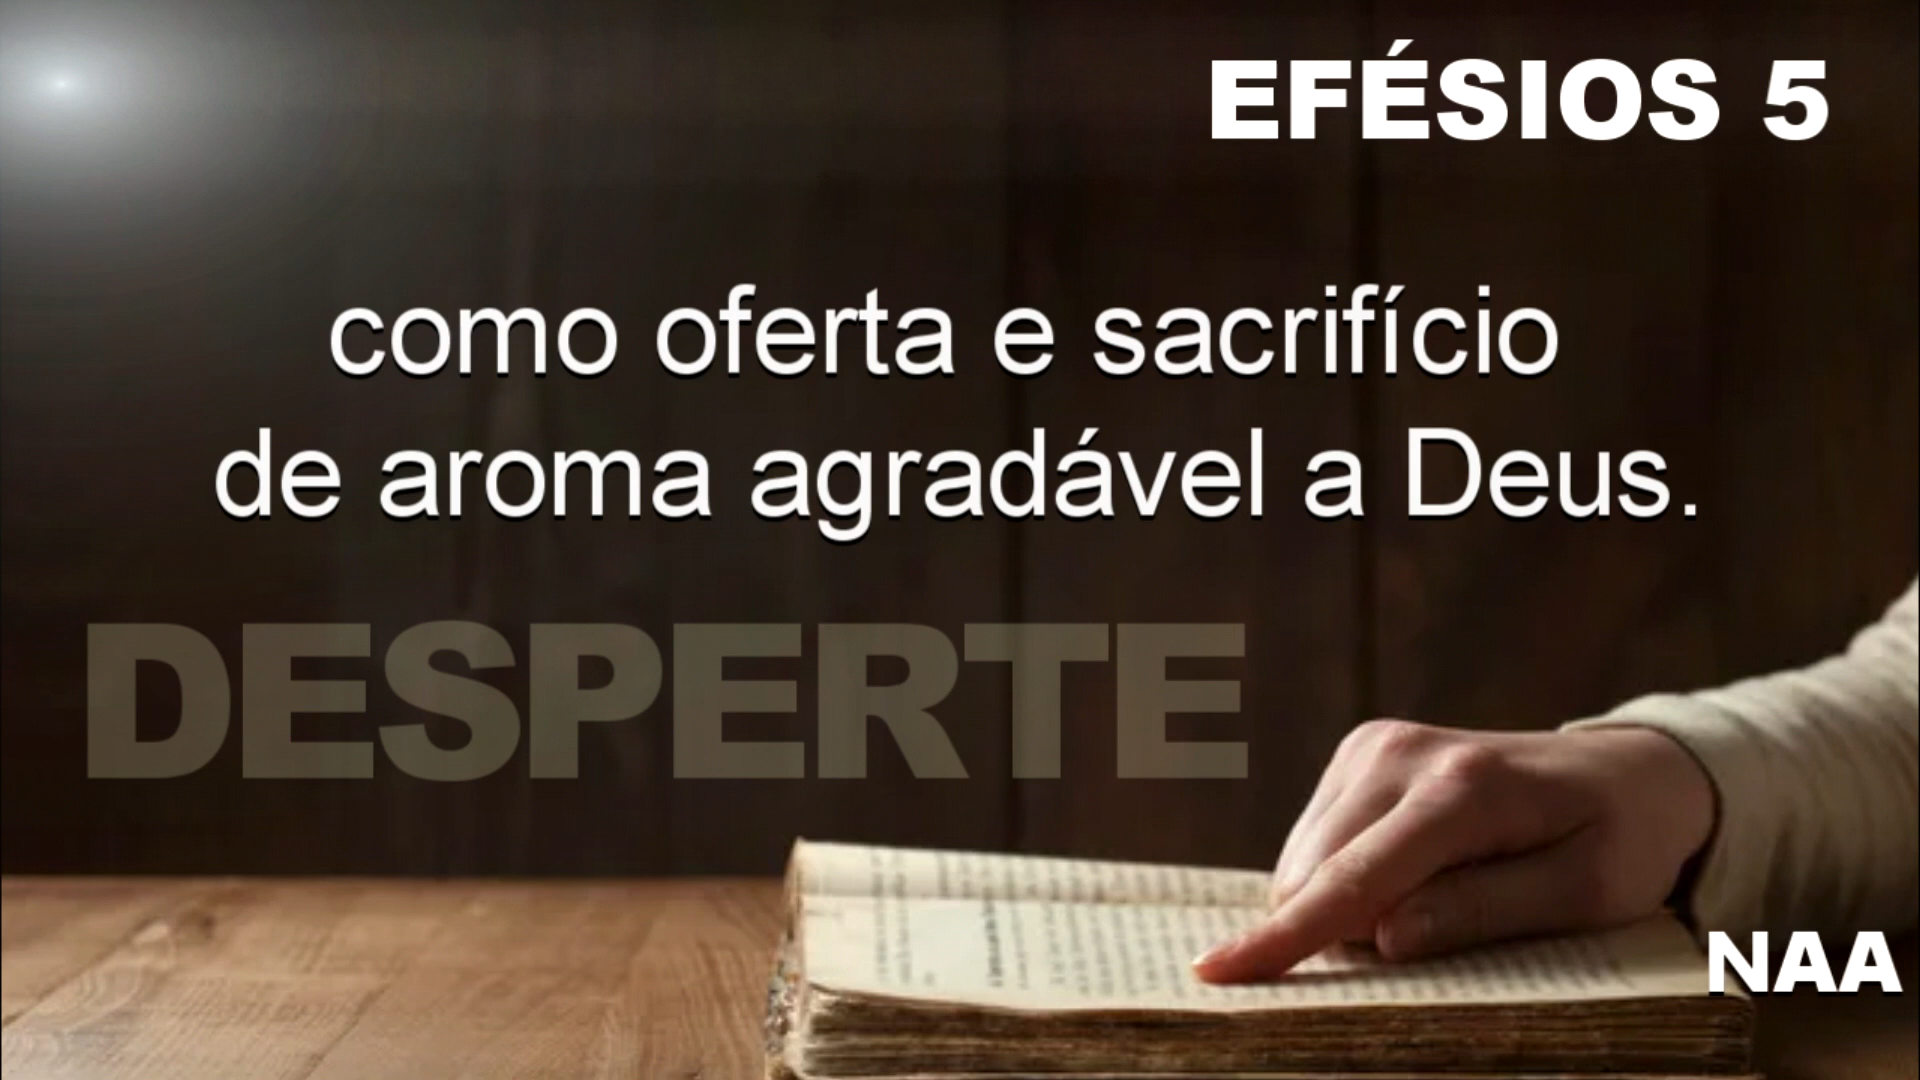 EFÉSIOS 5
como oferta e sacrifício
de aroma agradável a Deus.
DESPERTE
NAA